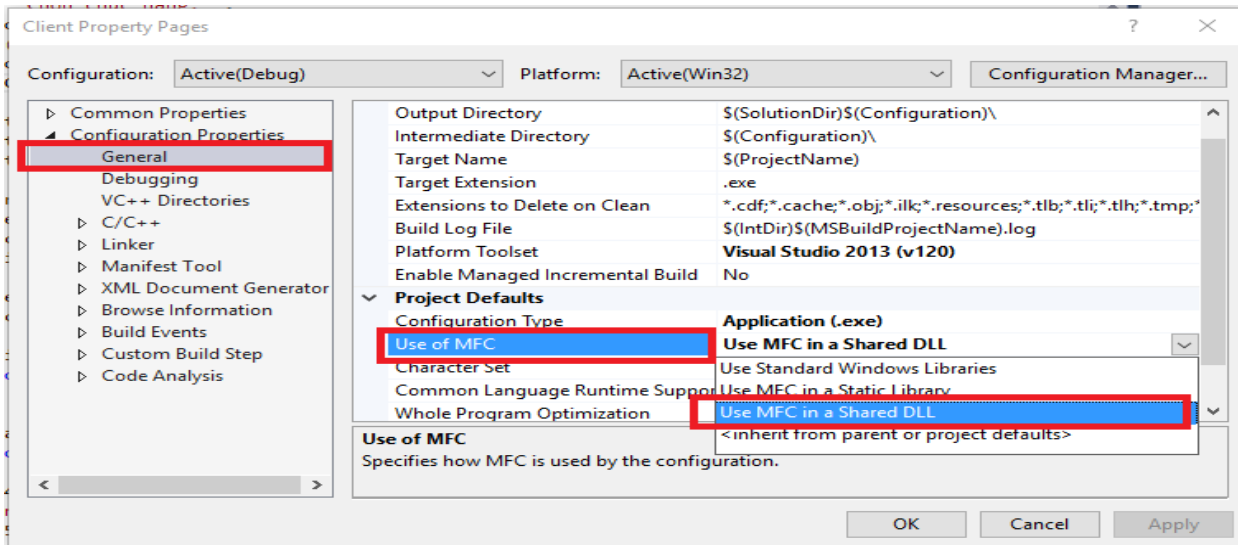 Client Property Pages
Configuration: Active(Debug) Platform: Active(Win32) Configuration Manager...
Common Properties
Configuration Properties
General
Debugging
VC++ Directories
C/C++
Linker
Manifest Tool
XML Document Generator
Browse Information
Build Events
Custom Build Step
Code Analysis
Output Directory $(SolutionDir)$(Configuration)\
Intermediate Directory $(Configuration)\
Target Name $(ProjectName)
Target Extension .exe
Extensions to Delete on Clean *.cdf;*.cache;*.obj;*.ilk;*.resources;*.tlb;*.tli;*.tlh;*.tmp;*
Build Log File $(IntDir)$(MSBuildProjectName).log
Platform Toolset Visual Studio 2013 (v120)
Enable Managed Incremental Build No
Project Defaults
Configuration Type Application (.exe)
Use of MFC Use MFC in a Shared DLL
Character Set Use Standard Windows Libraries
Common Language Runtime Suppor Use MFC in a Static Library
Whole Program Optimization Use MFC in a Shared DLL
<inherit from parent or project defaults>
Use of MFC
Specifies how MFC is used by the configuration.
OK Cancel Apply